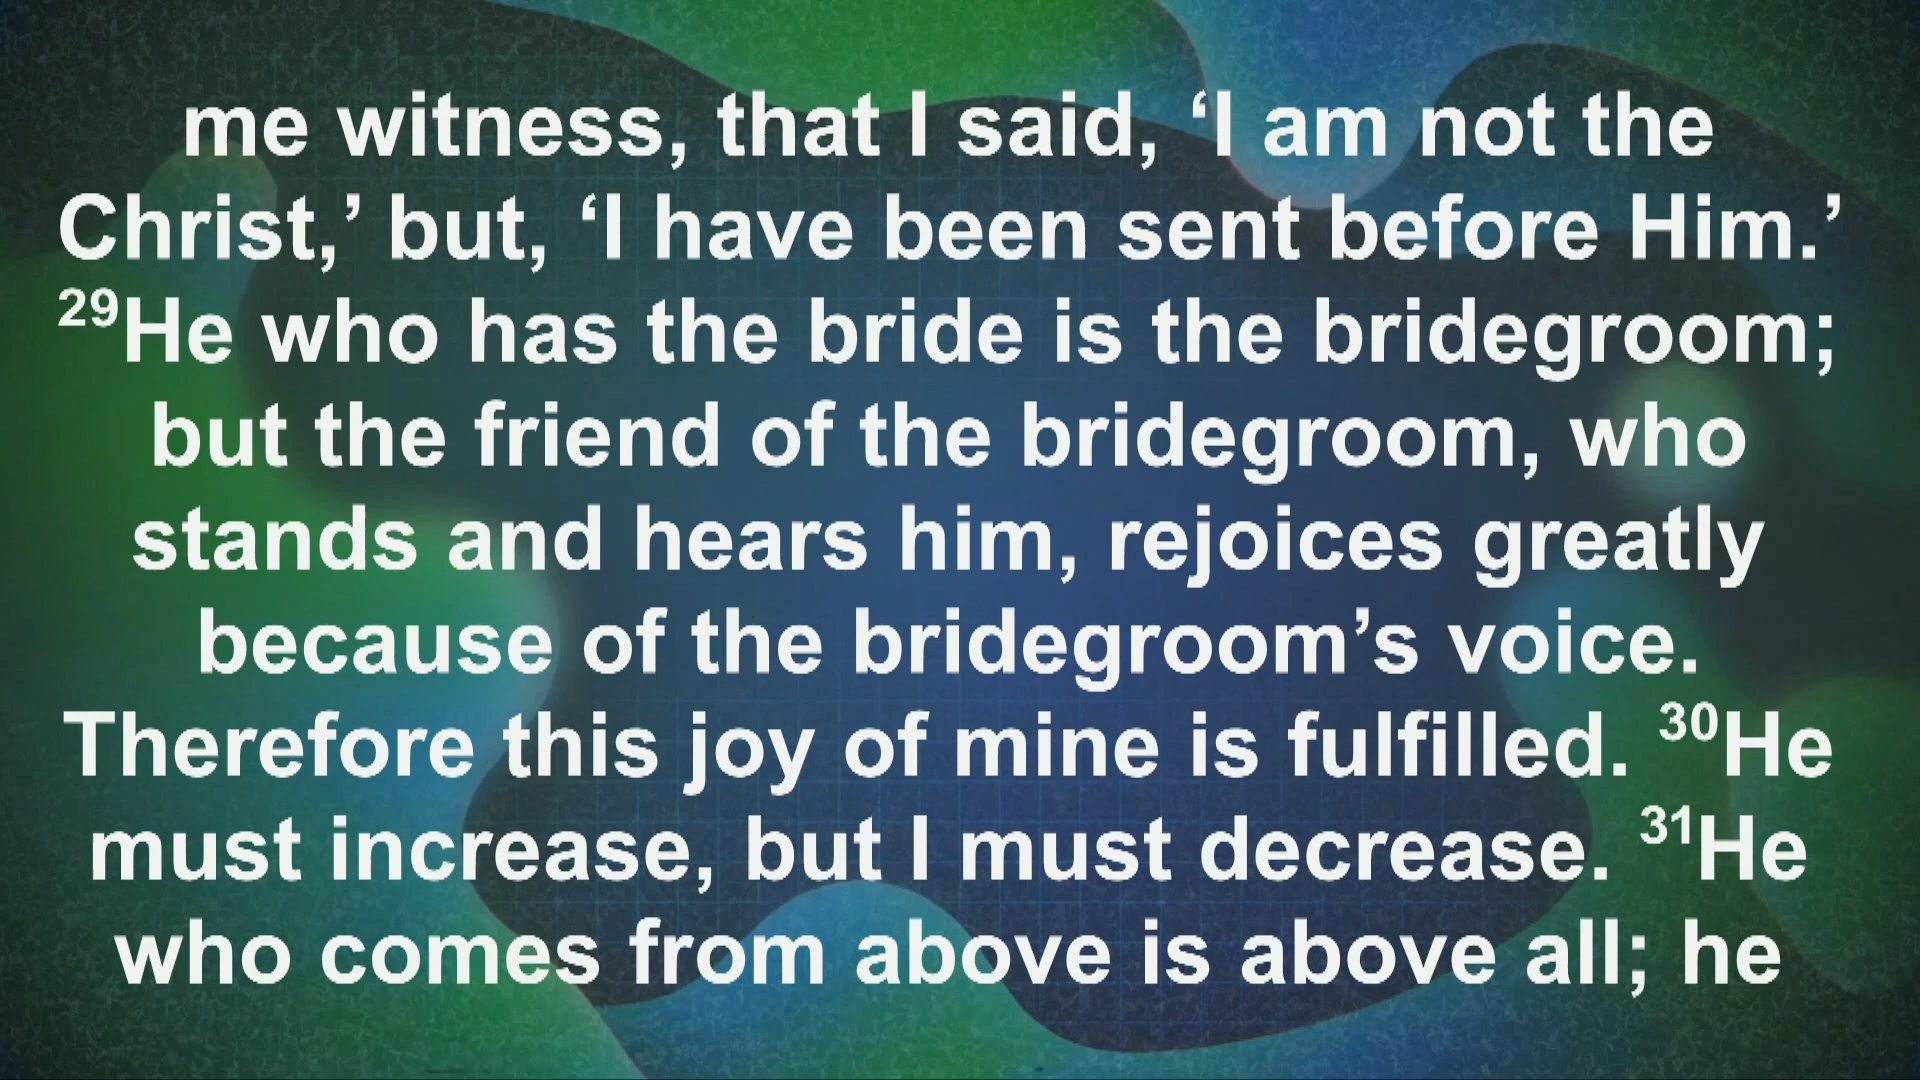 me witness, that I said, ‘I am not the
Christ,’ but, ‘I have been sent before Him.’
²⁹He who has the bride is the bridegroom;
but the friend of the bridegroom, who
stands and hears him, rejoices greatly
because of the bridegroom’s voice.
Therefore this joy of mine is fulfilled. ³⁰He
must increase, but I must decrease. ³¹He
who comes from above is above all; he